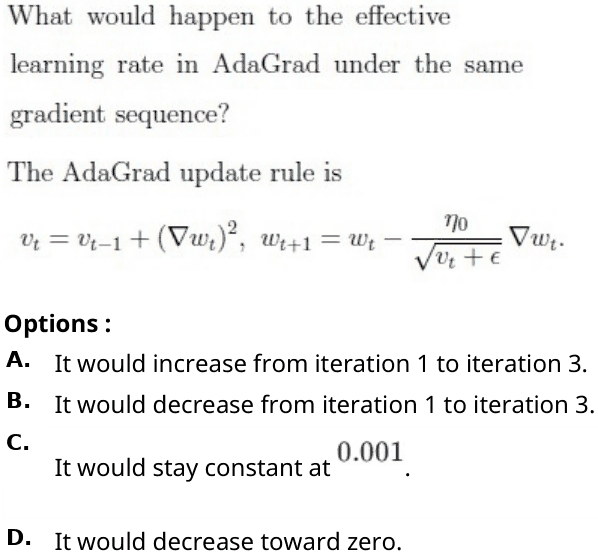 What would happen to the effective
learning rate in AdaGrad under the same
gradient sequence?
The AdaGrad update rule is
v_t = v_{t−1} + (∇w_t)^2, w_{t+1} = w_t − \frac{η_0}{\sqrt{v_t + ϵ}} ∇w_t.
Options :
A. It would increase from iteration 1 to iteration 3.
B. It would decrease from iteration 1 to iteration 3.
C. It would stay constant at 0.001.
D. It would decrease toward zero.